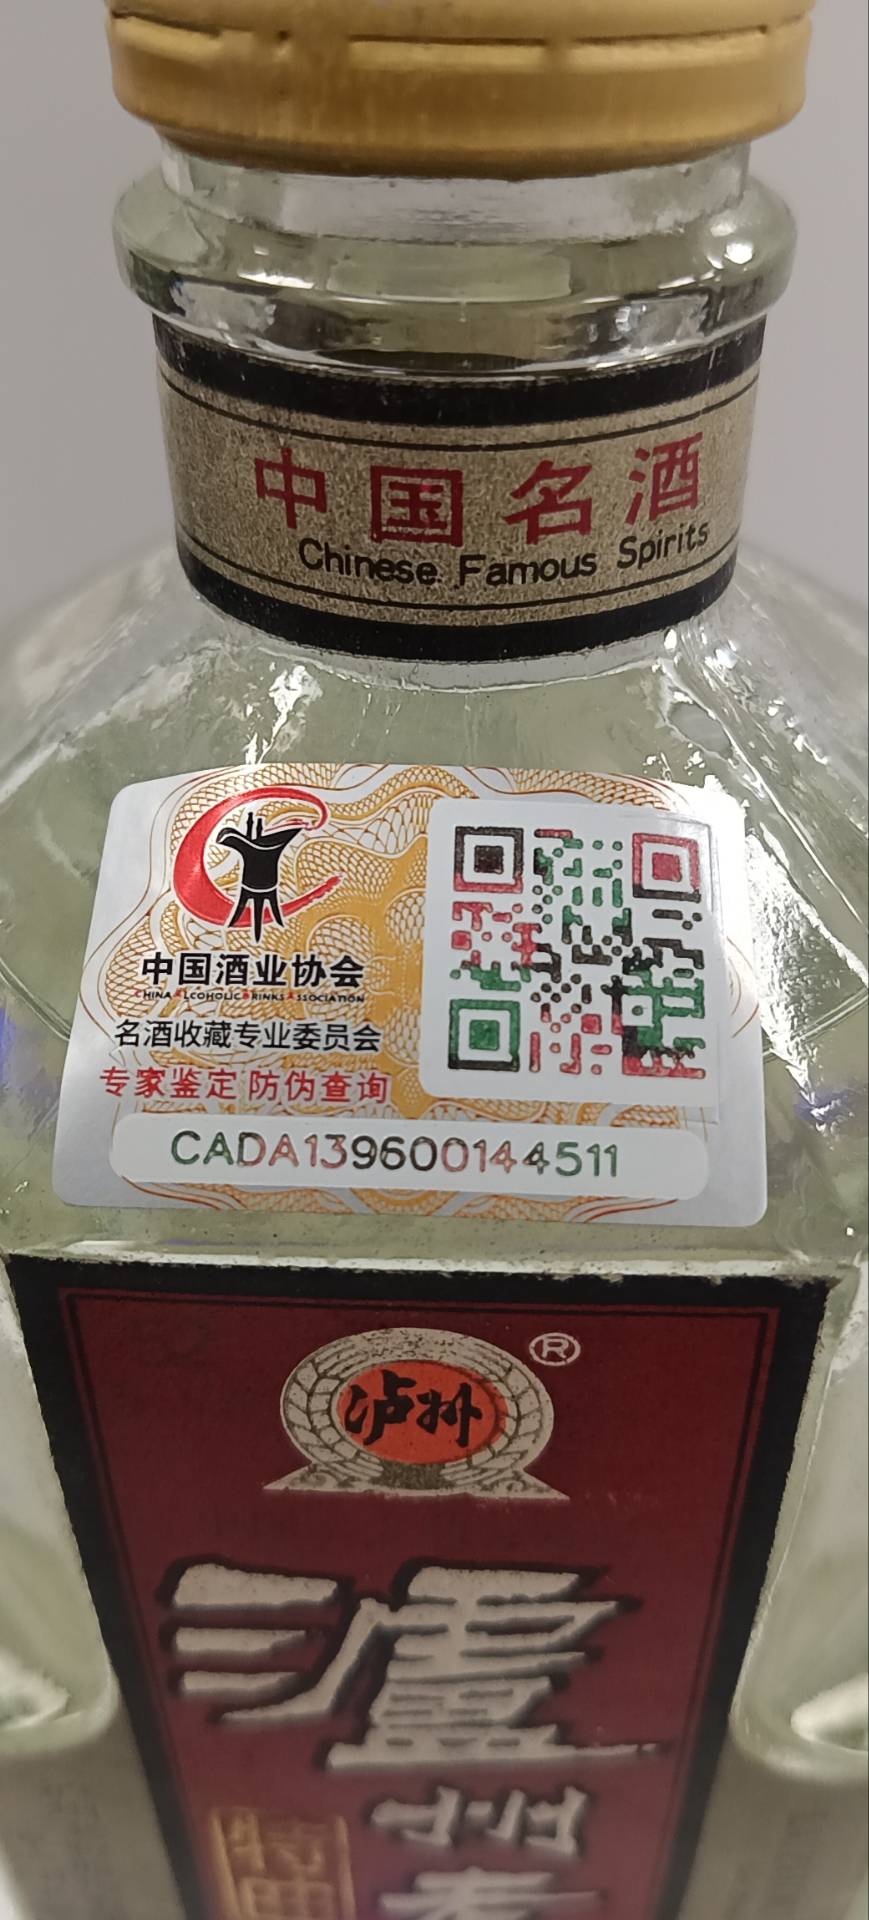 中国名酒
Chinese Famous Spirits
中国酒业协会
CHINA ALCOHOLIC DRINKS ASSOCIATION
名酒收藏专业委员会
专家鉴定 防伪查询
CADA139600144511
®
泸州
瀘
州
特曲